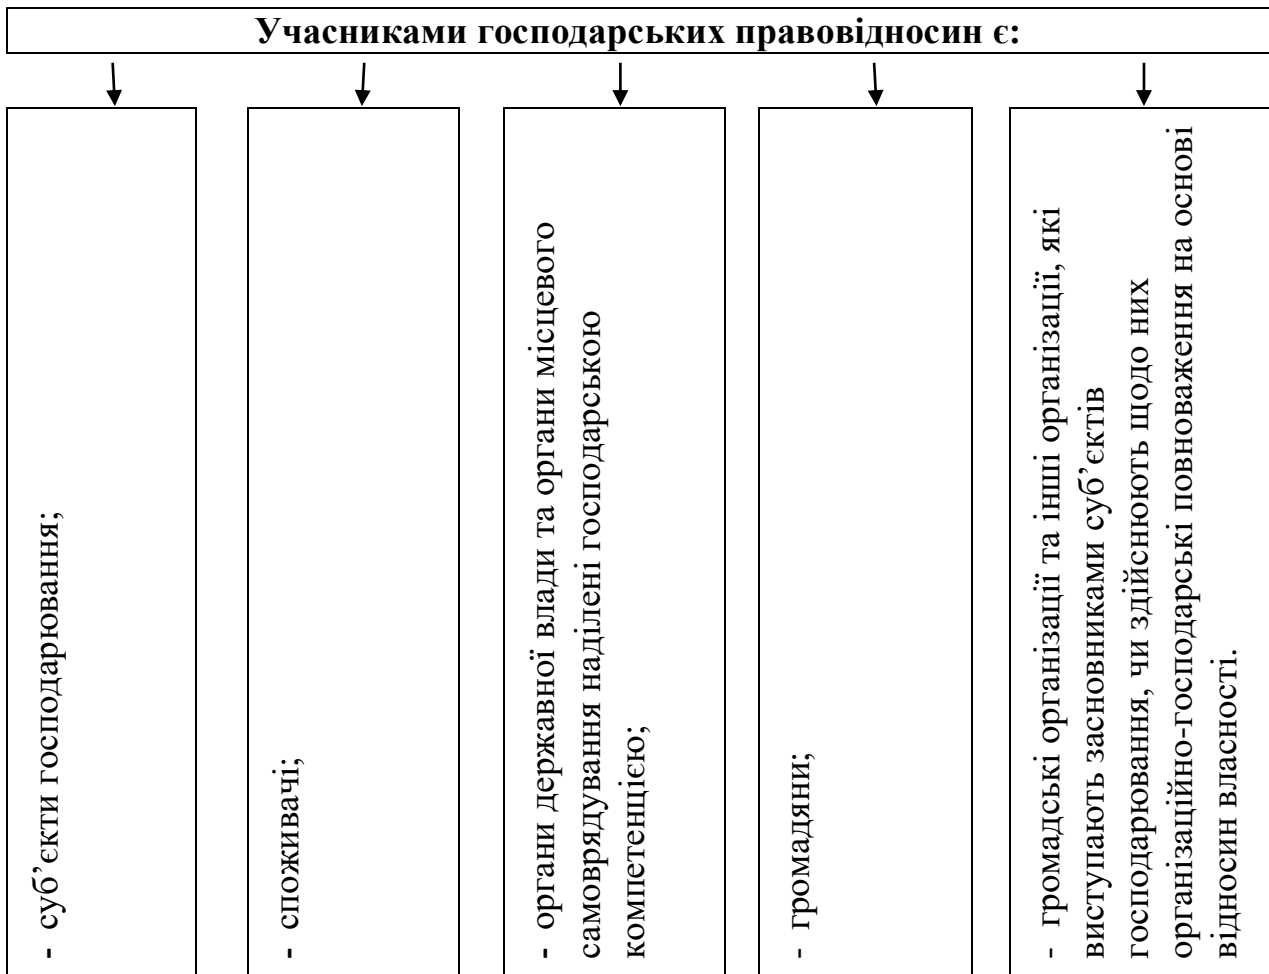 Учасниками господарських правовідносин є:
- суб’єкти господарювання;
- споживачі;
- органи державної влади та органи місцевого
самоврядування наділені господарською
компетенцією;
- громадяни;
- громадські організації та інші організації, які
виступають засновниками суб’єктів
господарювання, чи здійснюють щодо них
організаційно-господарські повноваження на основі
відносин власності.